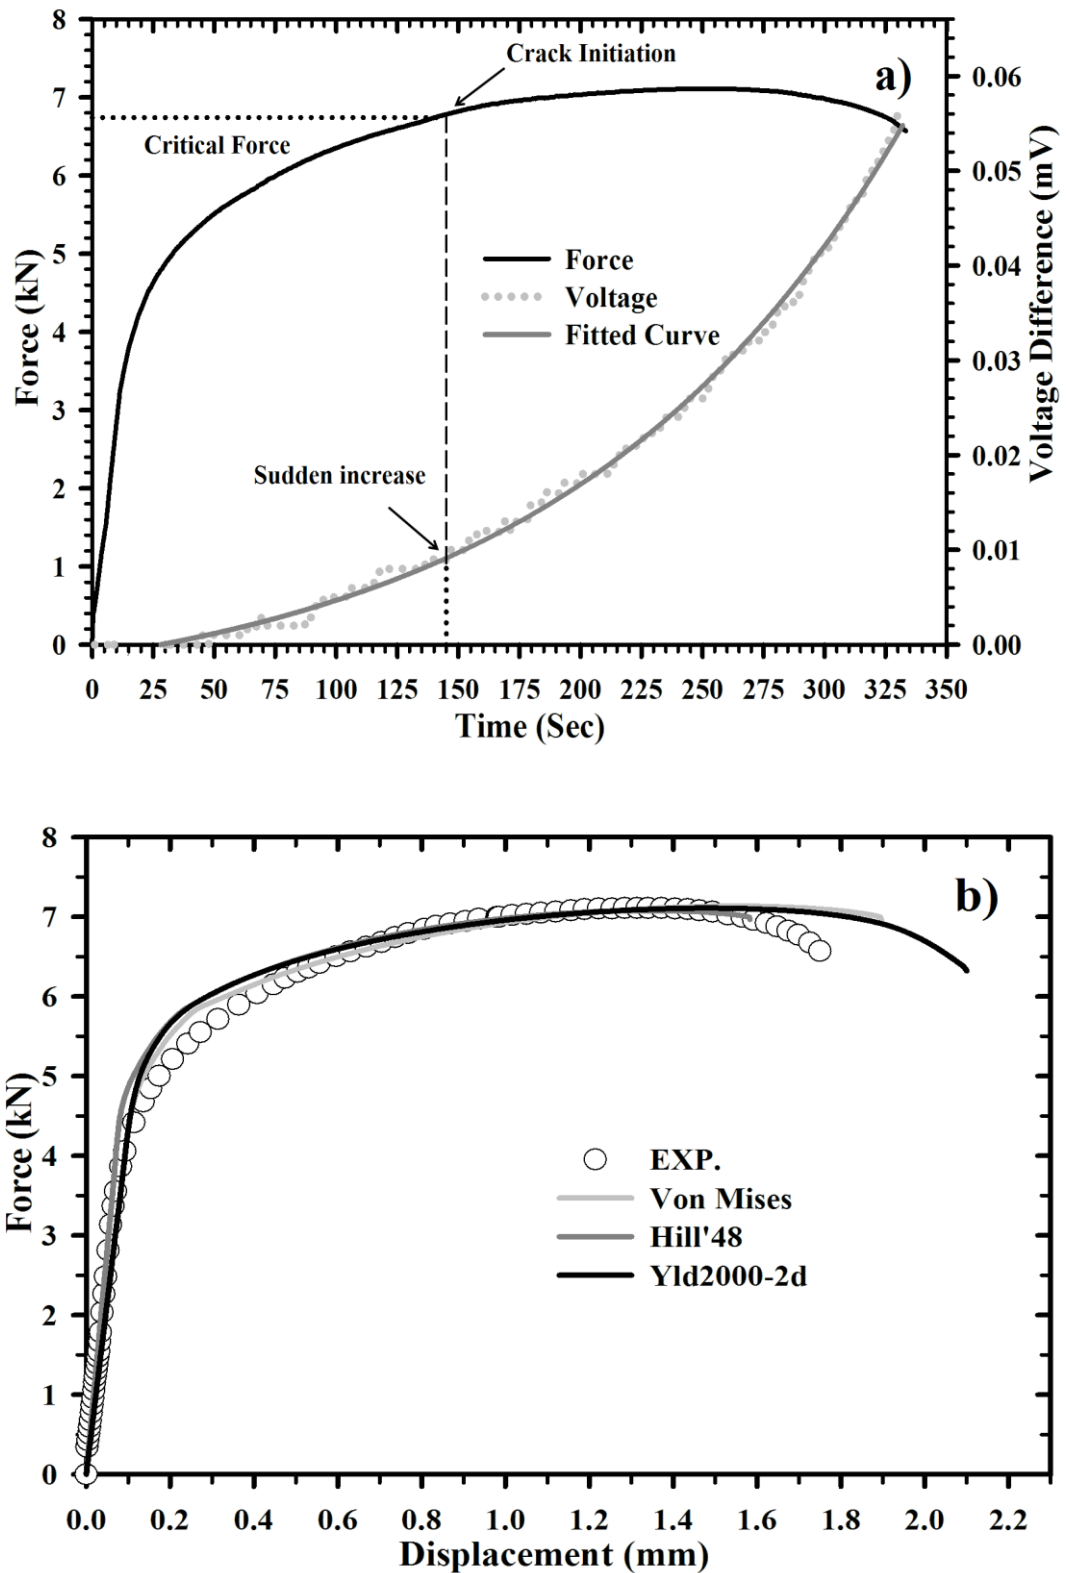 8
7
6
5
4
3
2
1
0
Force (kN)
a)
Crack Initiation
Critical Force
Force
Voltage
Fitted Curve
Sudden increase
0.06
0.05
0.04
0.03
0.02
0.01
0.00
Voltage Difference (mV)
0 25 50 75 100 125 150 175 200 225 250 275 300 325 350
Time (Sec)
8
7
6
5
4
3
2
1
0
Force (kN)
b)
EXP.
Von Mises
Hill'48
Yld2000-2d
0.0 0.2 0.4 0.6 0.8 1.0 1.2 1.4 1.6 1.8 2.0 2.2
Displacement (mm)